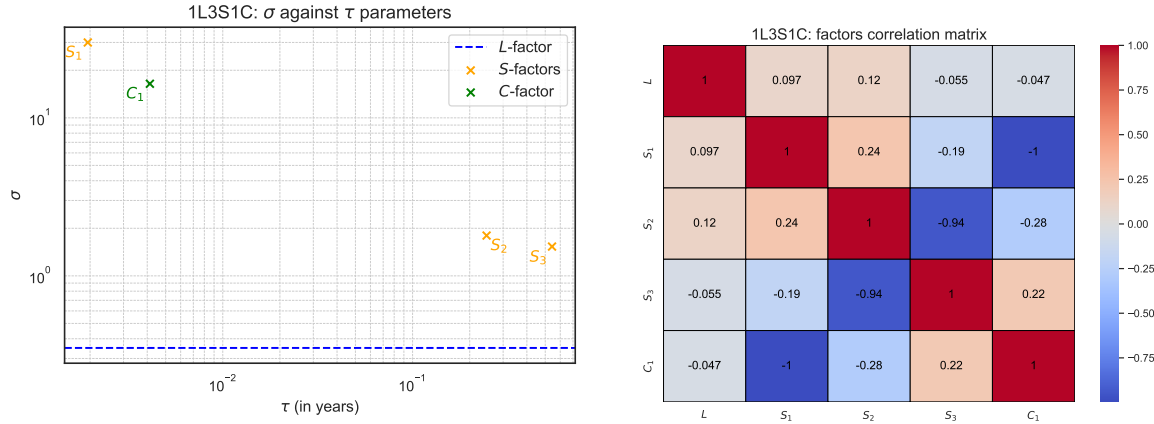 1L3S1C: σ against τ parameters
S₁
C₁
S₂
S₃
L-factor
S-factors
C-factor
10¹
10⁰
σ
10⁻²
10⁻¹
τ (in years)
1L3S1C: factors correlation matrix
L
1
0.097
0.12
-0.055
-0.047
S₁
0.097
1
0.24
-0.19
-1
S₂
0.12
0.24
1
-0.94
-0.28
S₃
-0.055
-0.19
-0.94
1
0.22
C₁
-0.047
-1
-0.28
0.22
1
L
S₁
S₂
S₃
C₁
1.00
0.75
0.50
0.25
0.00
−0.25
−0.50
−0.75